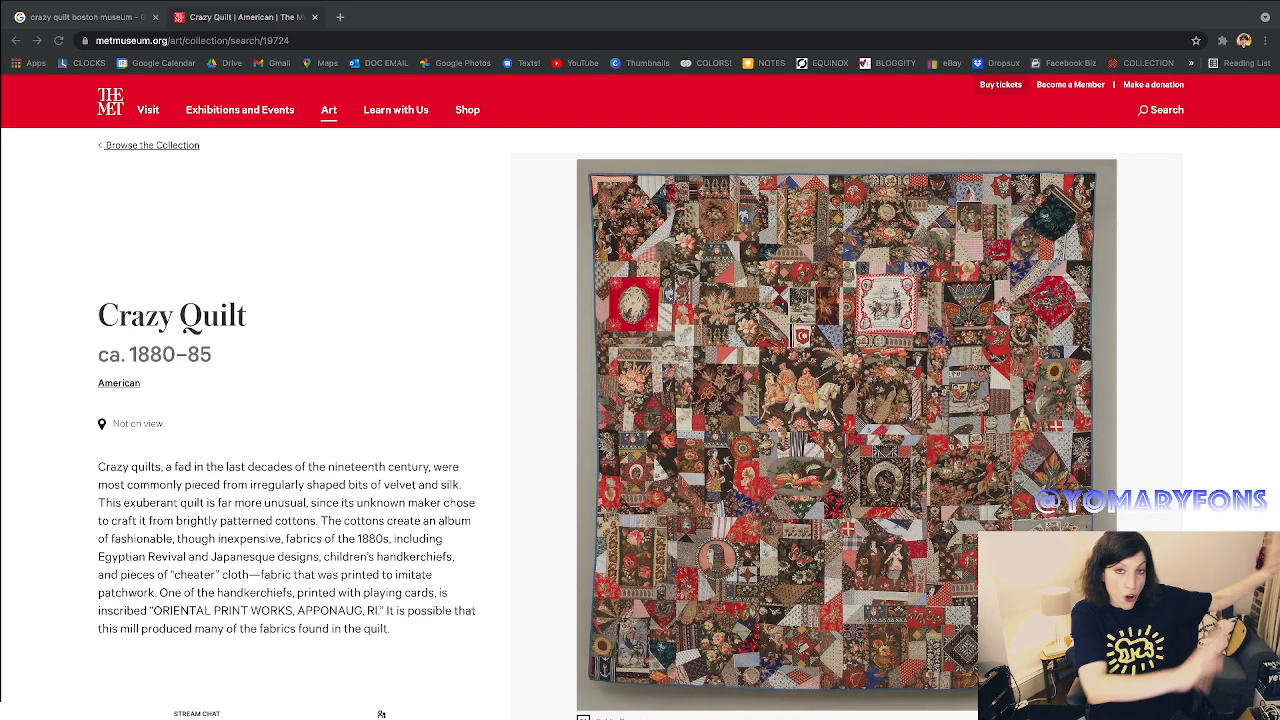 crazy quilt boston museum - G
Crazy Quilt | American | The M
metmuseum.org/art/collection/search/19724
Apps CLOCKS Google Calendar Drive Gmail Maps DOC EMAIL Google Photos Texts! YouTube Thumbnails COLORS! SQ. SPACE EQUINOX BLOGGITY eBay Dropsux Facebook Biz COLLECTION » Reading List
Buy tickets Become a Member Make a donation
THE MET
Visit Exhibitions and Events Art Learn with Us Shop Search
Browse the Collection
Crazy Quilt
ca. 1880–85
American
Not on view
Crazy quilts, a fad in the last decades of the nineteenth century, were
most commonly pieced from irregularly shaped bits of velvet and silk.
This exuberant quilt is far more unusual, since its unknown maker chose
to craft it from brightly patterned cottons. The cottons create an album
of fashionable, though inexpensive, fabrics of the 1880s, including
Egyptian Revival and Japanesque designs, children’s handkerchiefs,
and pieces of “cheater” cloth—fabric that was printed to imitate
patchwork. One of the handkerchiefs, printed with playing cards, is
inscribed “ORIENTAL PRINT WORKS, APPONAUG, RI.” It is possible that
this mill produced many of the fabrics found in the quilt.
@YOMARYFONS
STREAM CHAT